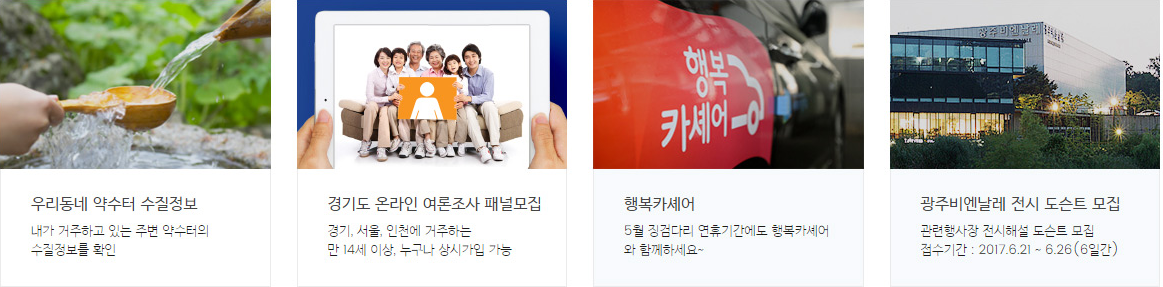 행복
카셰어
광주비엔날레
우리동네 약수터 수질정보
내가 거주하고 있는 주변 약수터의
수질정보를 확인
경기도 온라인 여론조사 패널모집
경기, 서울, 인천에 거주하는
만 14세 이상, 누구나 상시가입 가능
행복카셰어
5월 징검다리 연휴기간에도 행복카셰어
와 함께하세요~
광주비엔날레 전시 도슨트 모집
관련행사장 전시해설 도슨트 모집
접수기간 : 2017.6.21 ~ 6.26(6일간)